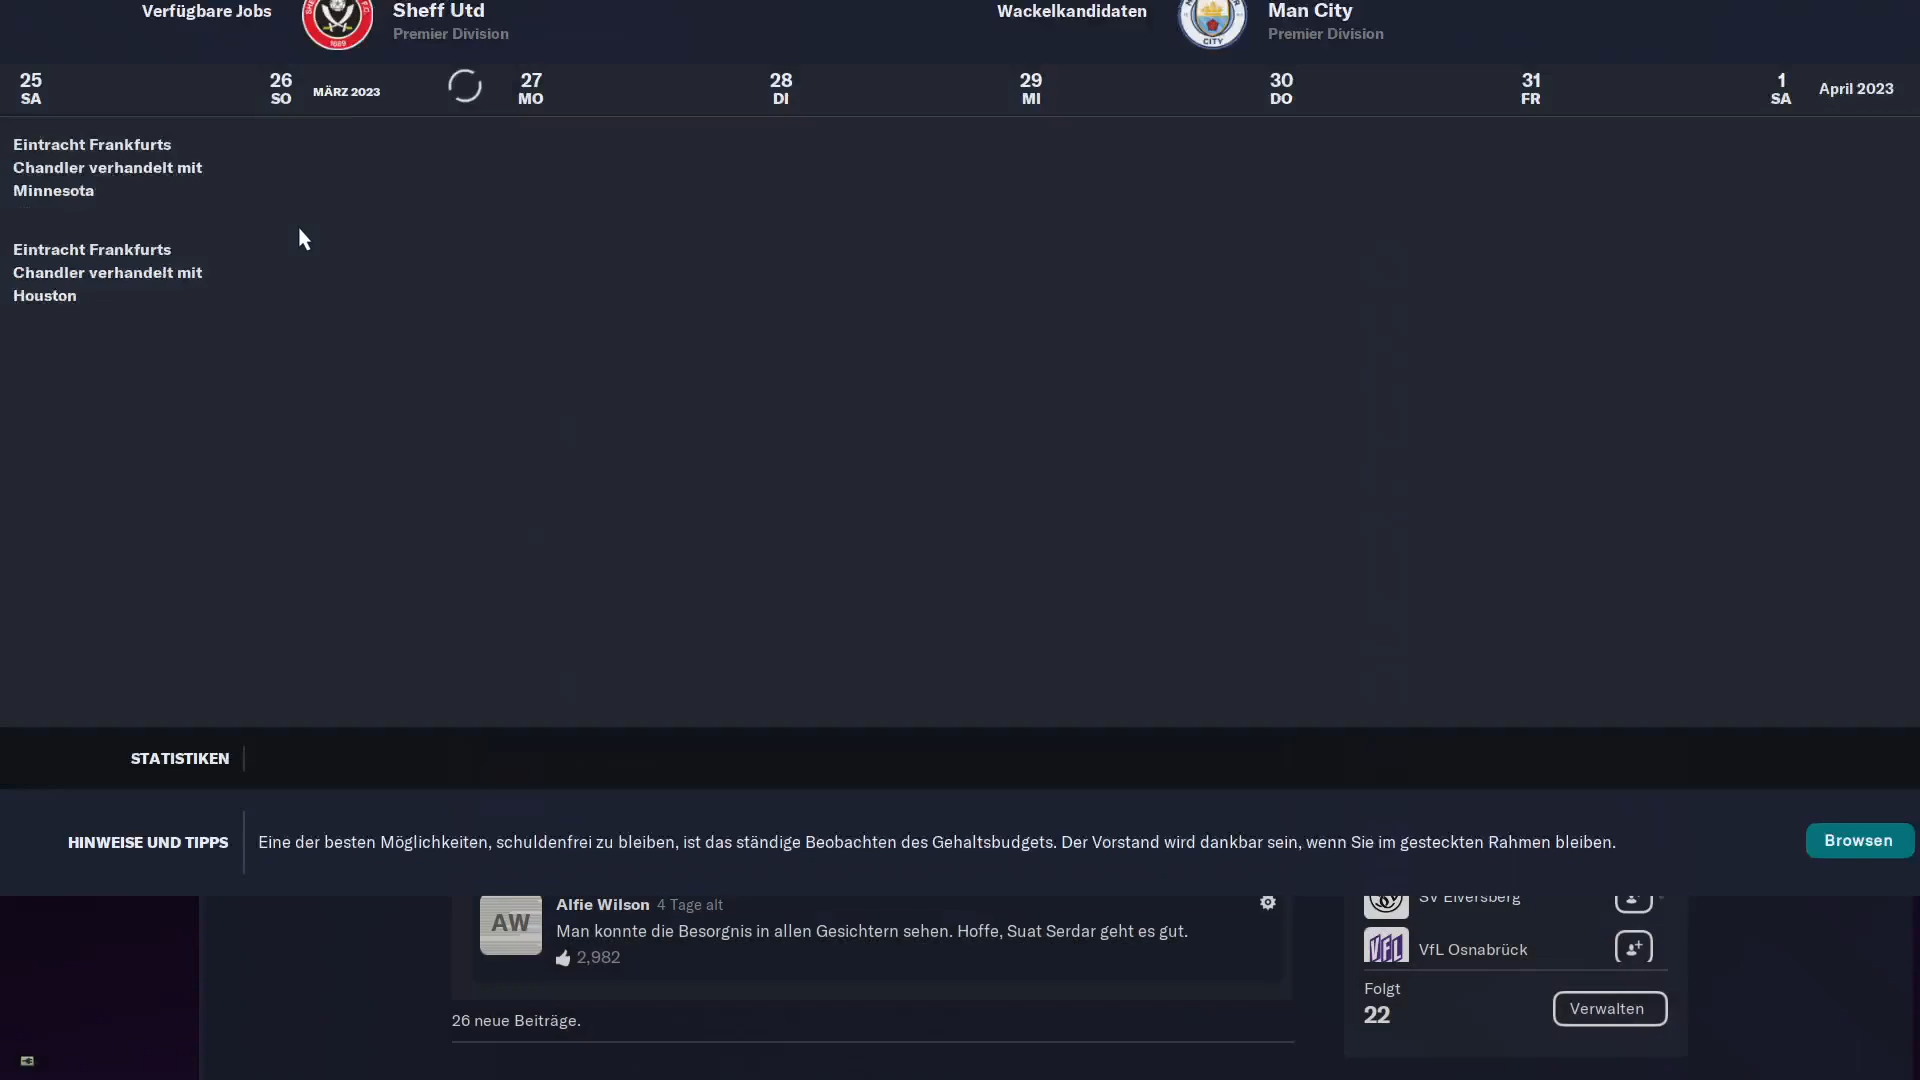 Verfügbare Jobs
Sheff Utd
Premier Division
Wackelkandidaten
Man City
Premier Division
25
SA
26
SO
MÄRZ 2023
27
MO
28
DI
29
MI
30
DO
31
FR
1
SA
April 2023
Eintracht Frankfurts
Chandler verhandelt mit
Minnesota
Eintracht Frankfurts
Chandler verhandelt mit
Houston
STATISTIKEN
HINWEISE UND TIPPS
Eine der besten Möglichkeiten, schuldenfrei zu bleiben, ist das ständige Beobachten des Gehaltsbudgets. Der Vorstand wird dankbar sein, wenn Sie im gesteckten Rahmen bleiben.
Browsen
AW
Alfie Wilson 4 Tage alt
Man konnte die Besorgnis in allen Gesichtern sehen. Hoffe, Suat Serdar geht es gut.
2,982
26 neue Beiträge.
SV Elversberg
VfL Osnabrück
Folgt
22
Verwalten